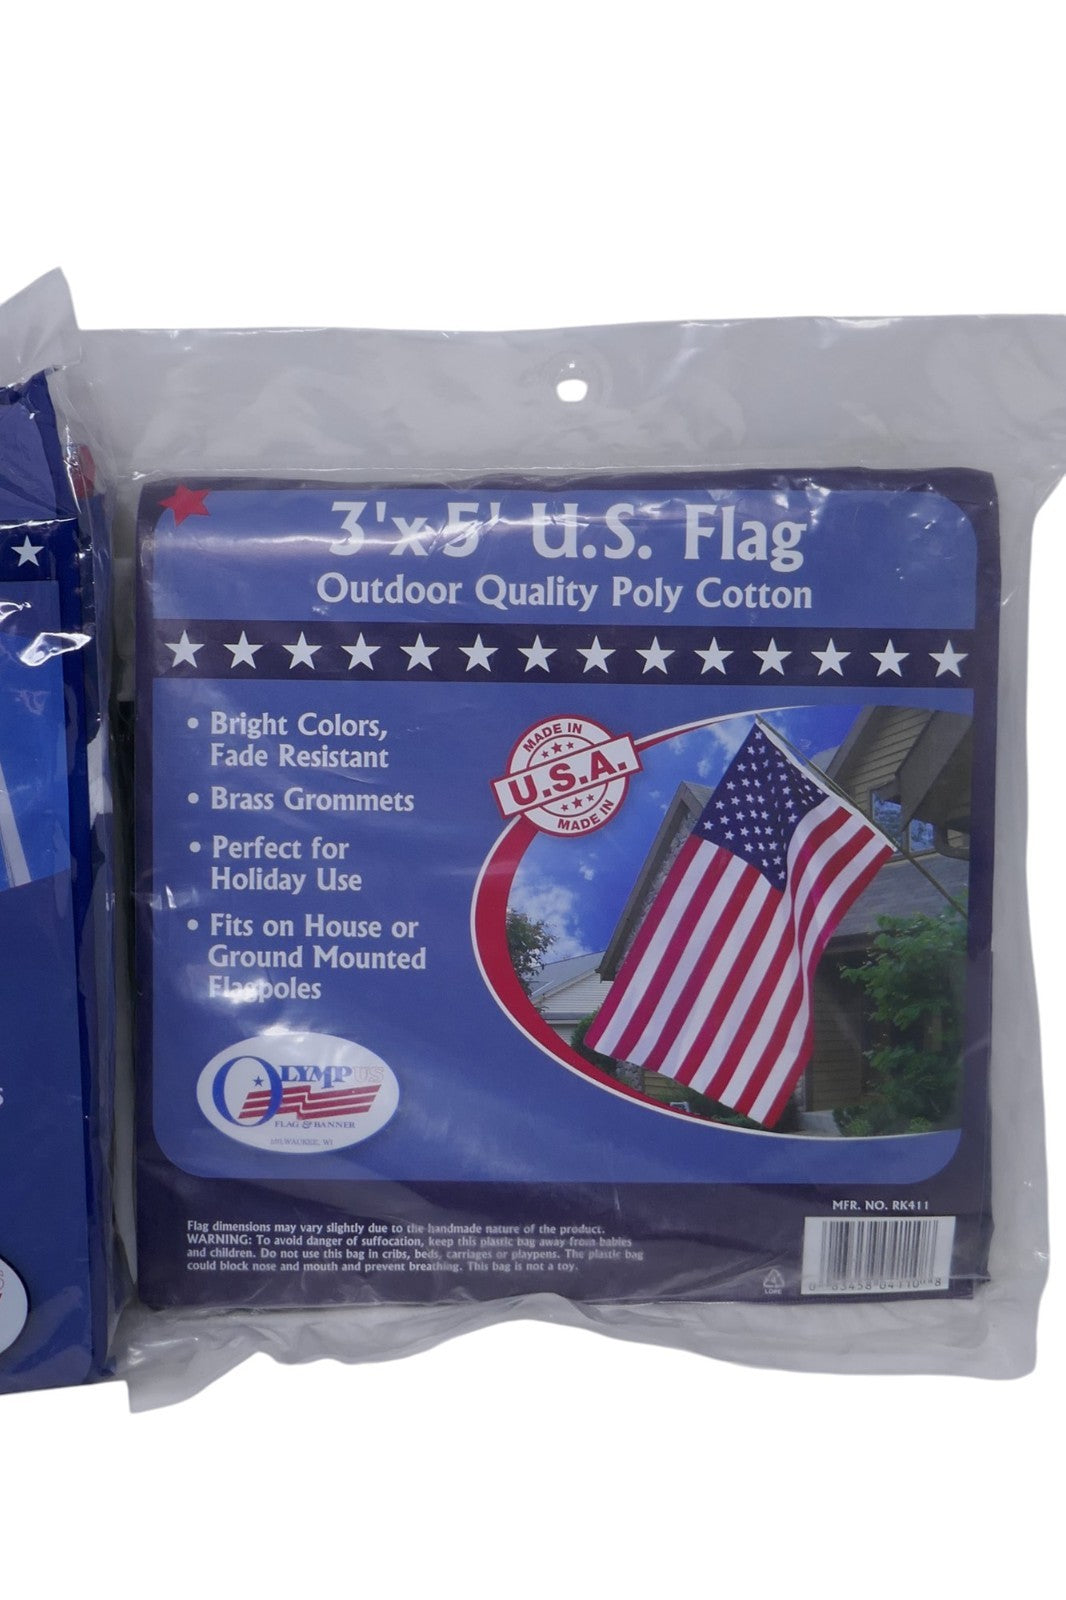 3'x5' U.S. Flag
Outdoor Quality Poly Cotton
• Bright Colors,
Fade Resistant
• Brass Grommets
• Perfect for
Holiday Use
• Fits on House or
Ground Mounted
Flagpoles
MADE IN
U.S.A.
MADE IN
OLYMPUS
FLAG & BANNER
MILWAUKEE, WI
MFR. NO. RK411
Flag dimensions may vary slightly due to the handmade nature of the product.
WARNING: To avoid danger of suffocation, keep this plastic bag away from babies
and children. Do not use this bag in cribs, beds, carriages or playpens. The plastic bag
could block nose and mouth and prevent breathing. This bag is not a toy.
LDPE